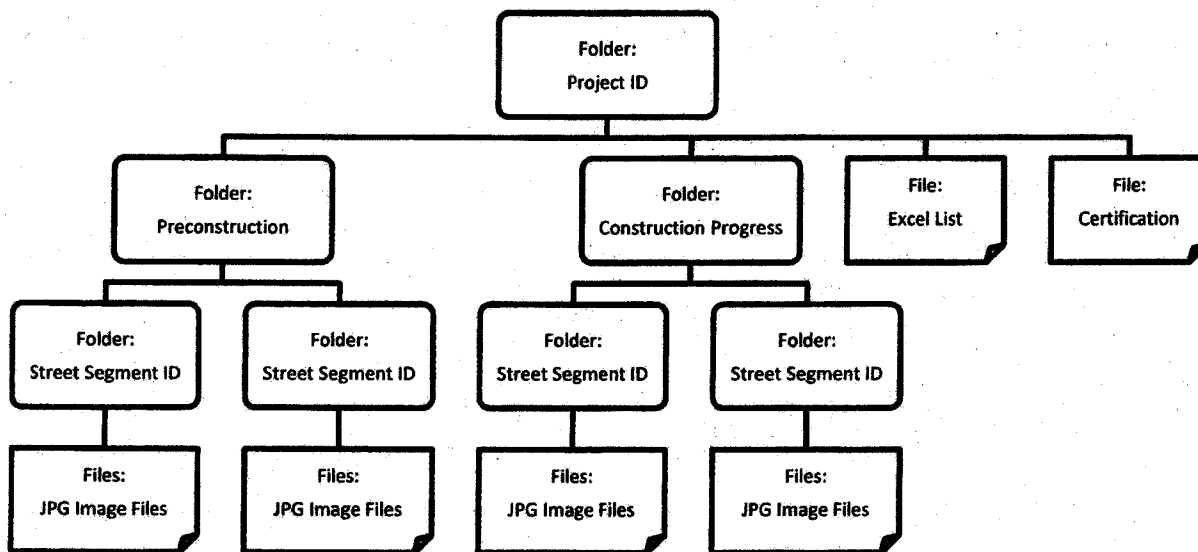 Folder:
Project ID
Folder:
Preconstruction
Folder:
Construction Progress
File:
Excel List
File:
Certification
Folder:
Street Segment ID
Folder:
Street Segment ID
Folder:
Street Segment ID
Folder:
Street Segment ID
Files:
JPG Image Files
Files:
JPG Image Files
Files:
JPG Image Files
Files:
JPG Image Files